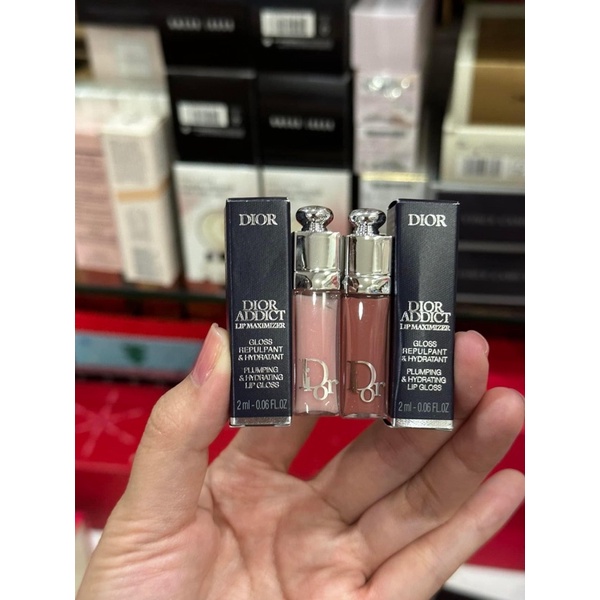 DIOR
DIOR
ADDICT
LIP MAXIMIZER
GLOSS
REPULPANT
& HYDRATANT
PLUMPING
& HYDRATING
LIP GLOSS
2 ml - 0.06 FL.OZ
Dior
Dior
DIOR
DIOR
ADDICT
LIP MAXIMIZER
GLOSS
REPULPANT
& HYDRATANT
PLUMPING
& HYDRATING
LIP GLOSS
2 ml - 0.06 FL.OZ